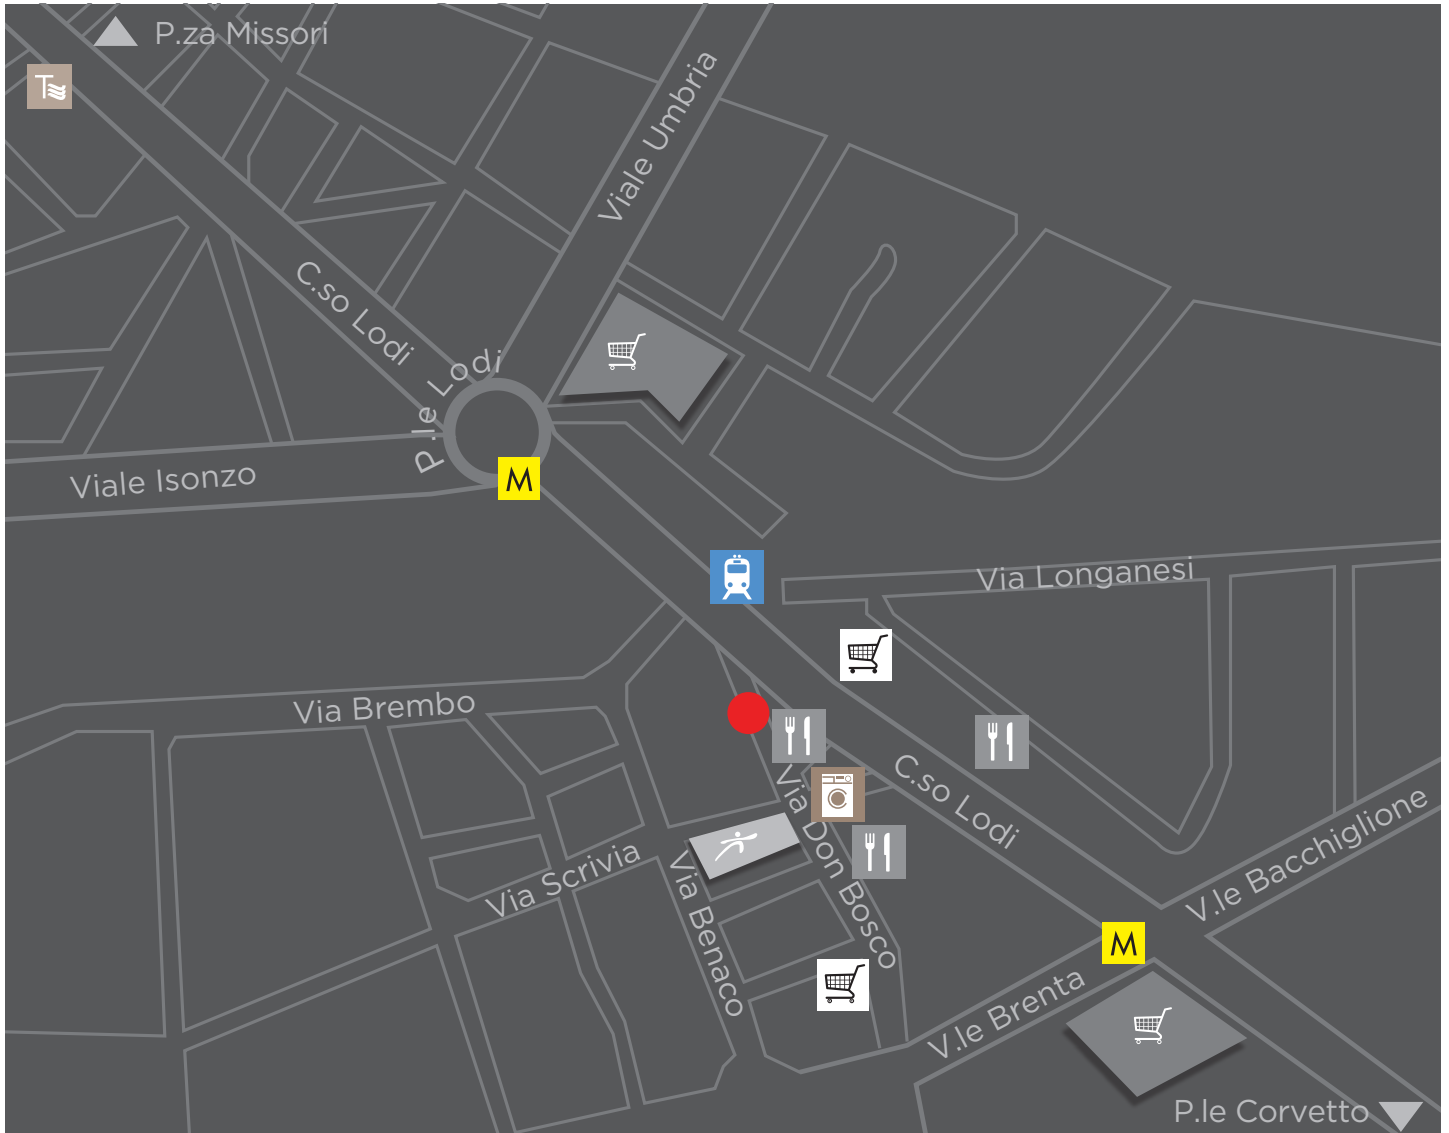 P.za Missori
T
Viale Umbria
C.so Lodi
P.le Lodi
Viale Isonzo
M
Via Longanesi
Via Brembo
C.so Lodi
Via Don Bosco
V.le Bacchiglione
Via Scrivia
Via Benaco
M
V.le Brenta
P.le Corvetto